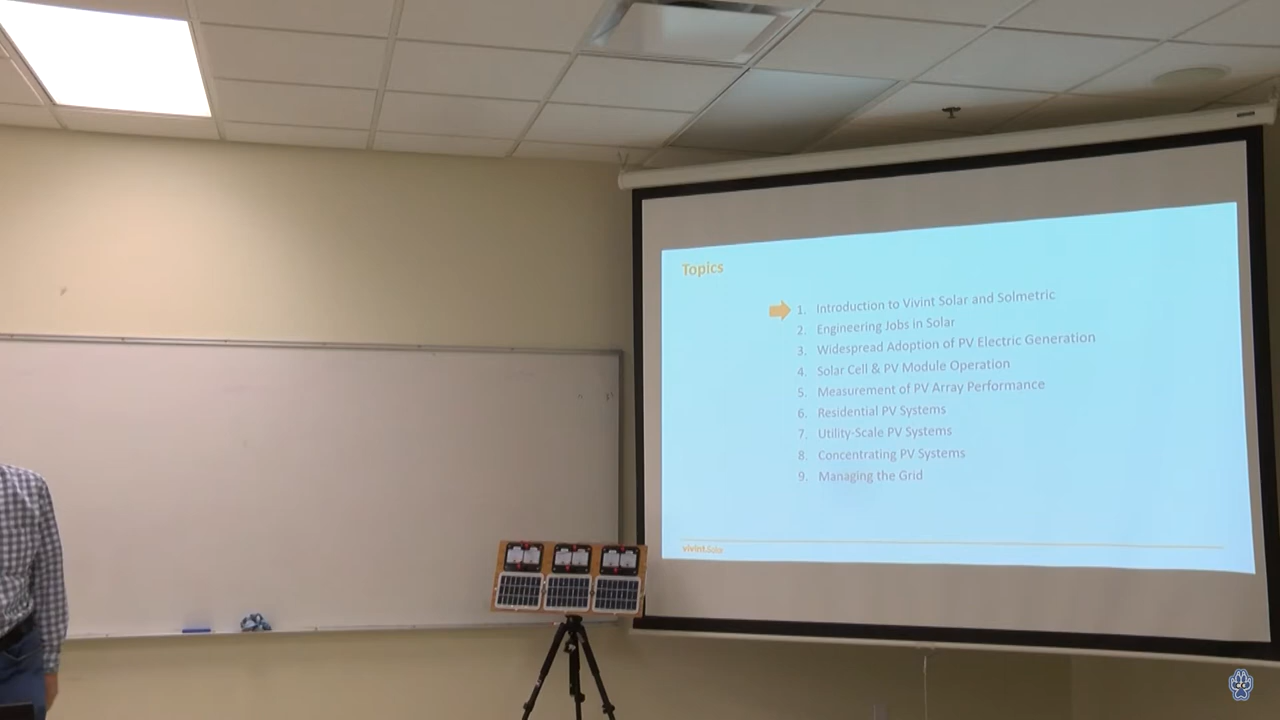 Topics
1. Introduction to Vivint Solar and Solmetric
2. Engineering Jobs in Solar
3. Widespread Adoption of PV Electric Generation
4. Solar Cell & PV Module Operation
5. Measurement of PV Array Performance
6. Residential PV Systems
7. Utility-Scale PV Systems
8. Concentrating PV Systems
9. Managing the Grid
vivint.Solar